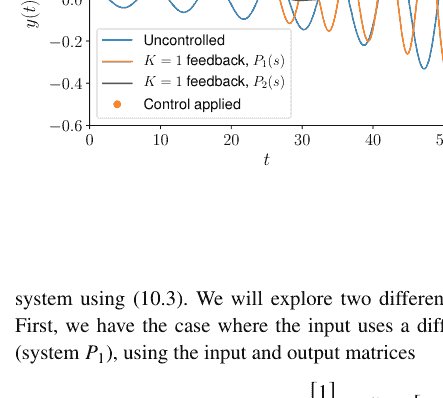 y(t)
0.0
−0.2
−0.4
−0.6
Uncontrolled
K = 1 feedback, P₁(s)
K = 1 feedback, P₂(s)
Control applied
0 10 20 30 40
t
system using (10.3). We will explore two
First, we have the case where the input uses a
(system P₁), using the input and output matrices